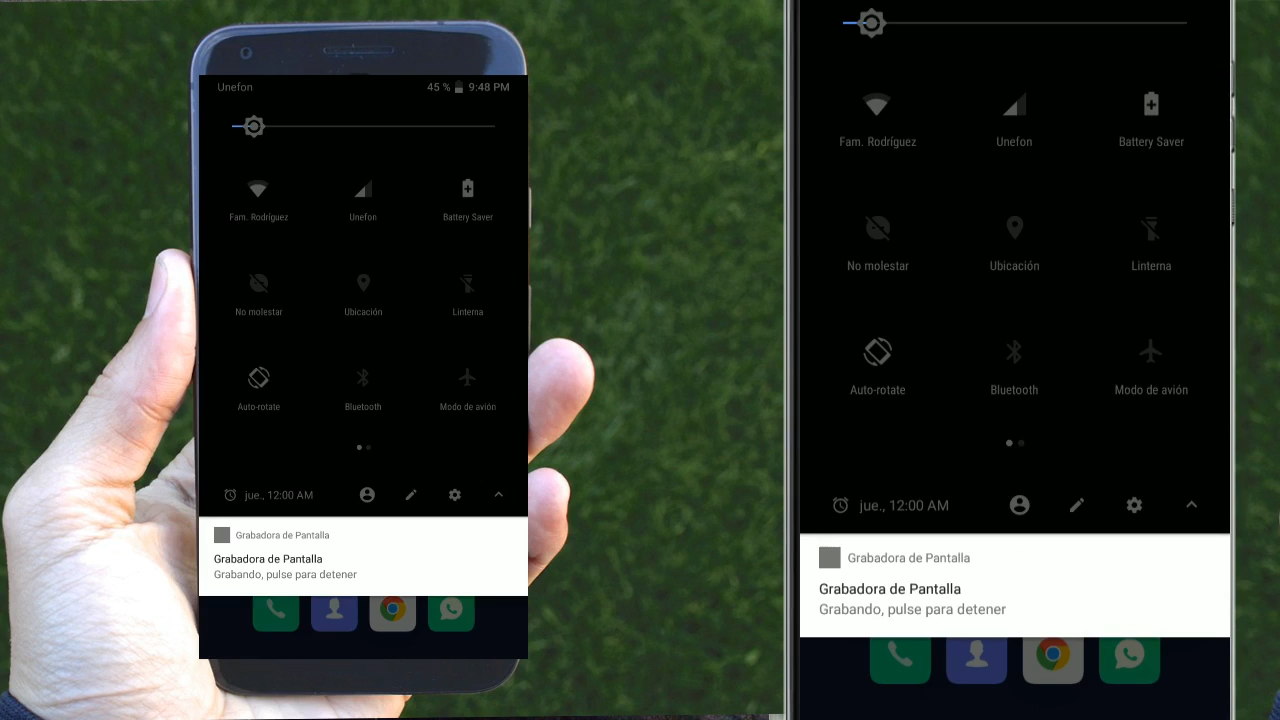 Unefon 45 % 9:48 PM
Fam. Rodríguez Unefon Battery Saver
No molestar Ubicación Linterna
Auto-rotate Bluetooth Modo de avión
jue., 12:00 AM
Grabadora de Pantalla
Grabadora de Pantalla
Grabando, pulse para detener
Fam. Rodríguez Unefon Battery Saver
No molestar Ubicación Linterna
Auto-rotate Bluetooth Modo de avión
jue., 12:00 AM
Grabadora de Pantalla
Grabadora de Pantalla
Grabando, pulse para detener